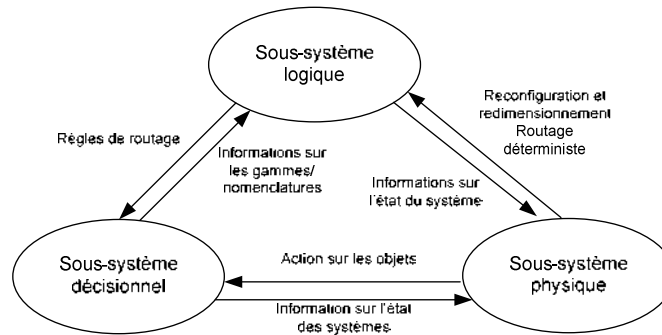 Sous-système
logique
Reconfiguration et
redimensionnement
Routage
déterministe
Règles de routage
Informations sur
les gammes/
nomenclatures
Informations sur
l'état du système
Sous-système
décisionnel
Action sur les objets
Sous-système
physique
Information sur l'état
des systèmes